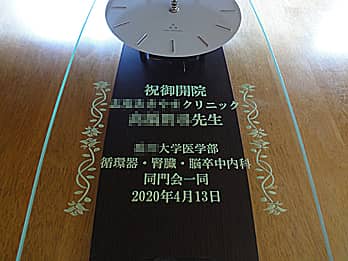 祝御開院
クリニック
先生
大学医学部
循環器・腎臓・脳卒中内科
同門会一同
2020年4月13日